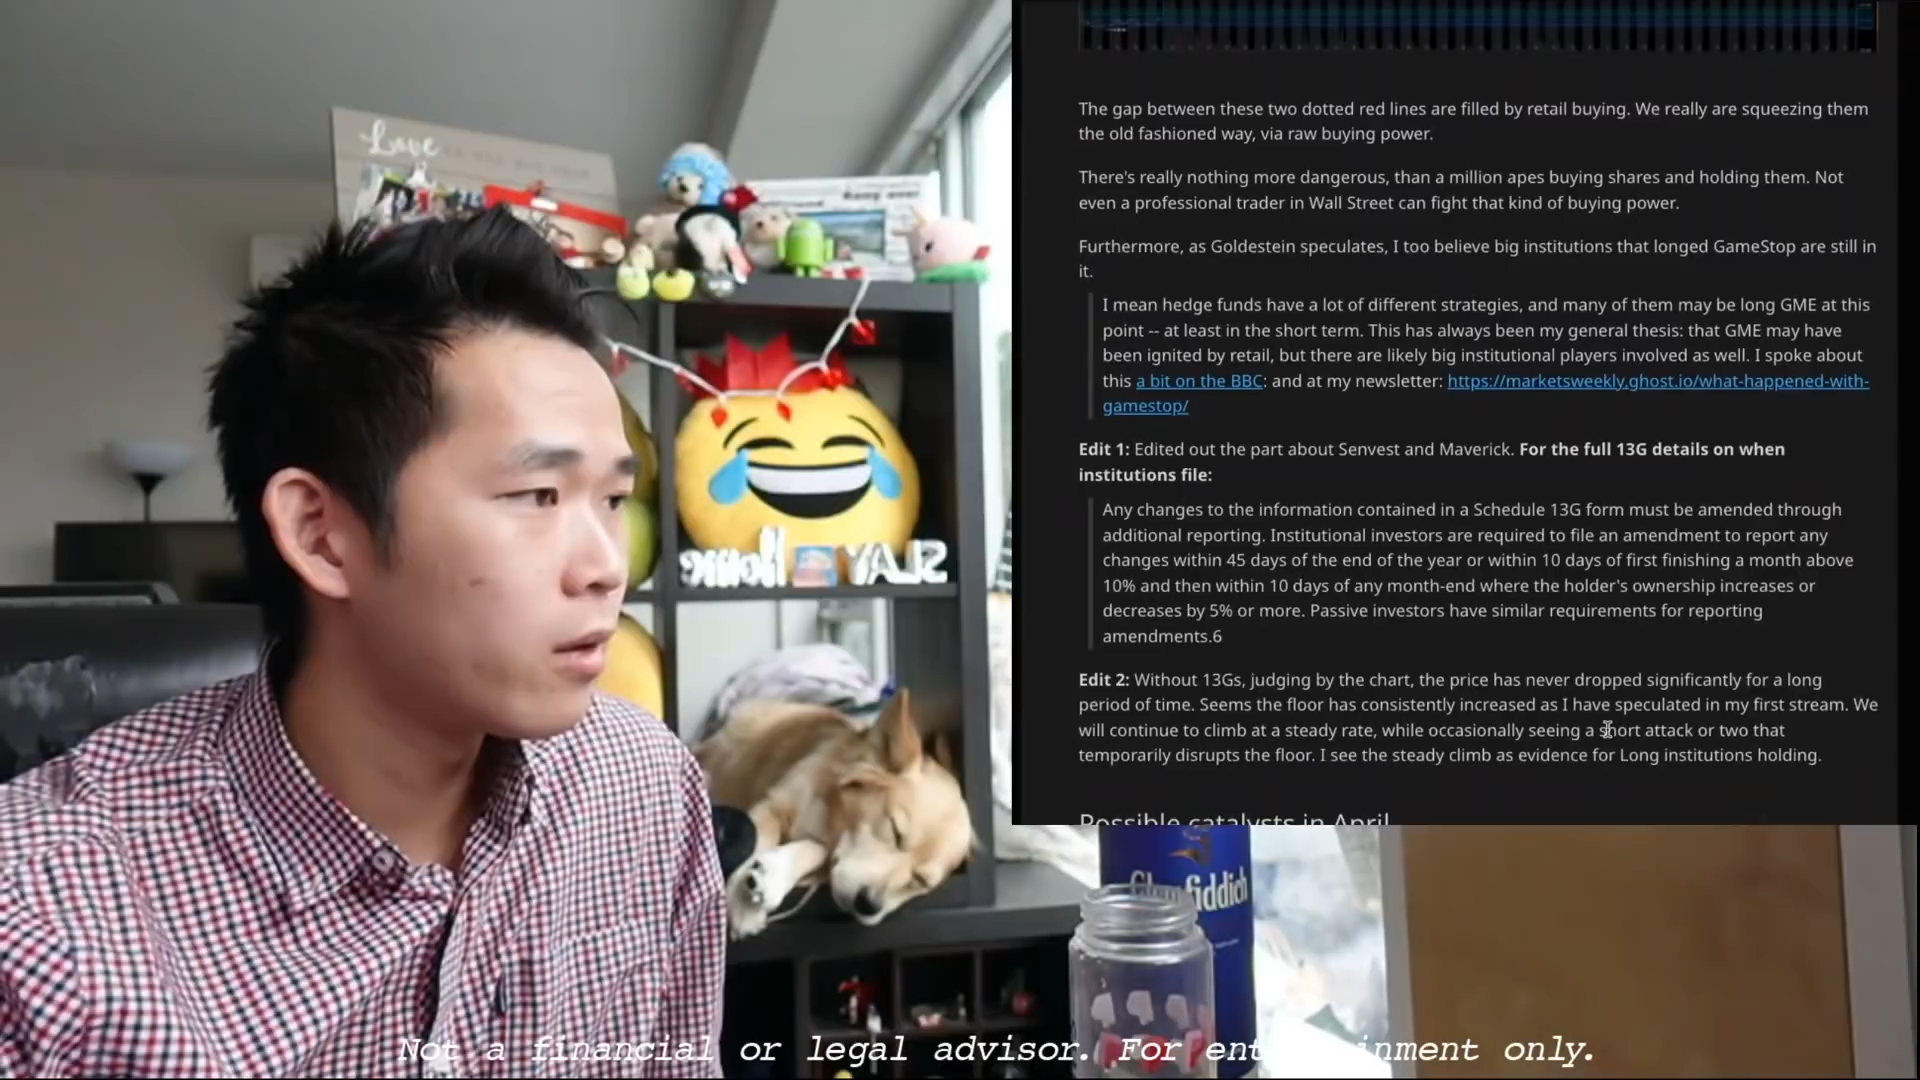 Love
The gap between these two dotted red lines are filled by retail buying. We really are squeezing them
the old fashioned way, via raw buying power.
There's really nothing more dangerous, than a million apes buying shares and holding them. Not
even a professional trader in Wall Street can fight that kind of buying power.
Furthermore, as Goldestein speculates, I too believe big institutions that longed GameStop are still in
it.
I mean hedge funds have a lot of different strategies, and many of them may be long GME at this
point -- at least in the short term. This has always been my general thesis: that GME may have
been ignited by retail, but there are likely big institutional players involved as well. I spoke about
this a bit on the BBC: and at my newsletter: https://marketsweekly.ghost.io/what-happened-with-
gamestop/
Edit 1: Edited out the part about Senvest and Maverick. For the full 13G details on when
institutions file:
Any changes to the information contained in a Schedule 13G form must be amended through
additional reporting. Institutional investors are required to file an amendment to report any
changes within 45 days of the end of the year or within 10 days of first finishing a month above
10% and then within 10 days of any month-end where the holder's ownership increases or
decreases by 5% or more. Passive investors have similar requirements for reporting
amendments.6
Edit 2: Without 13Gs, judging by the chart, the price has never dropped significantly for a long
period of time. Seems the floor has consistently increased as I have speculated in my first stream. We
will continue to climb at a steady rate, while occasionally seeing a short attack or two that
temporarily disrupts the floor. I see the steady climb as evidence for Long institutions holding.
Possible catalysts in April
Home SLAY
Glenfiddich
Not a financial or legal advisor. For entertainment only.